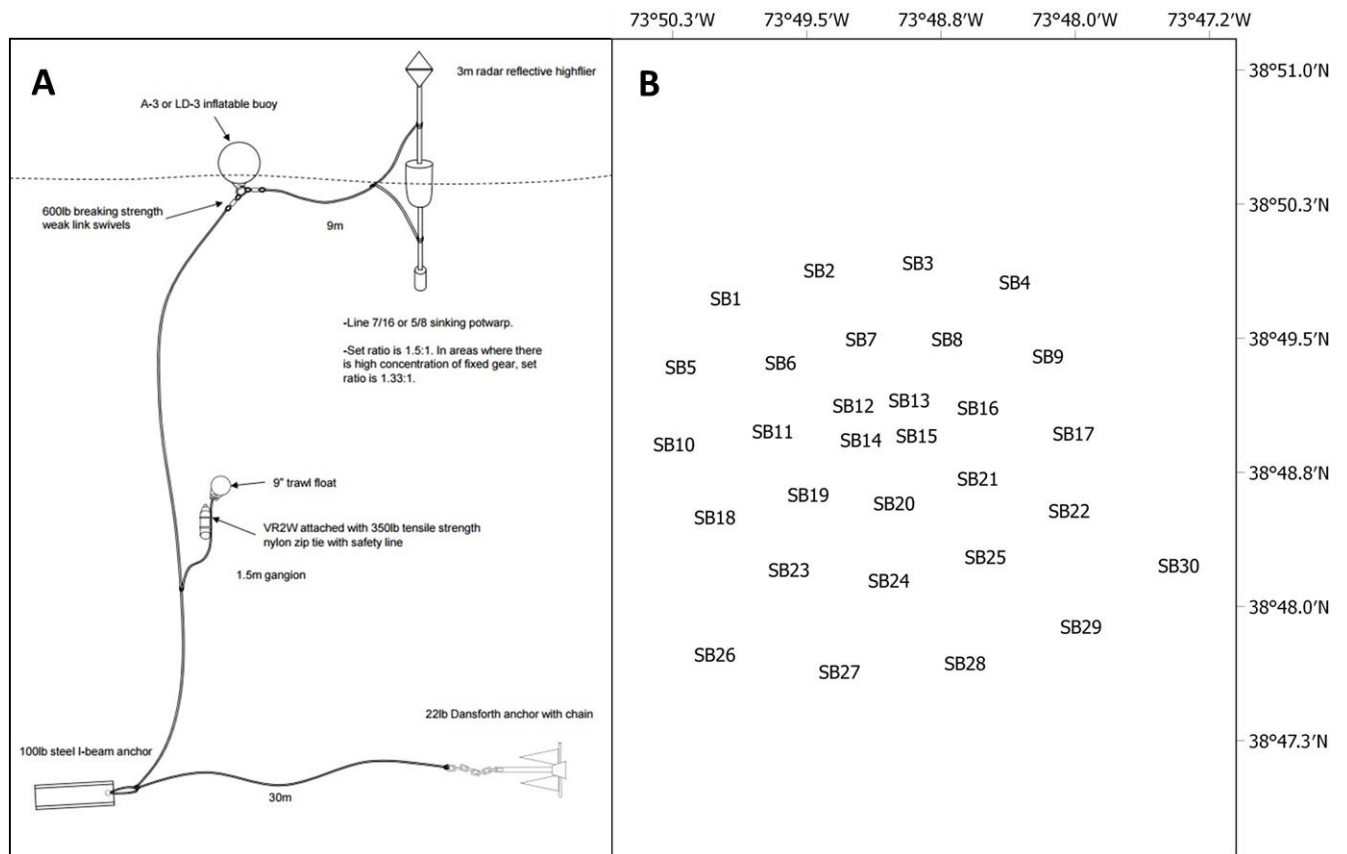 A
3m radar reflective highflier
A-3 or LD-3 inflatable buoy
600lb breaking strength
weak link swivels
9m
-Line 7/16 or 5/8 sinking potwarp.
-Set ratio is 1.5:1. In areas where there
is high concentration of fixed gear, set
ratio is 1.33:1.
9" trawl float
VR2W attached with 350lb tensile strength
nylon zip tie with safety line
1.5m gangion
22lb Dansforth anchor with chain
100lb steel I-beam anchor
30m
73°50.3'W 73°49.5'W 73°48.8'W 73°48.0'W 73°47.2'W
B
38°51.0'N
38°50.3'N
38°49.5'N
38°48.8'N
38°48.0'N
38°47.3'N
SB1
SB2
SB3
SB4
SB5
SB6
SB7
SB8
SB9
SB10
SB11
SB12
SB13
SB14
SB15
SB16
SB17
SB18
SB19
SB20
SB21
SB22
SB23
SB24
SB25
SB26
SB27
SB28
SB29
SB30